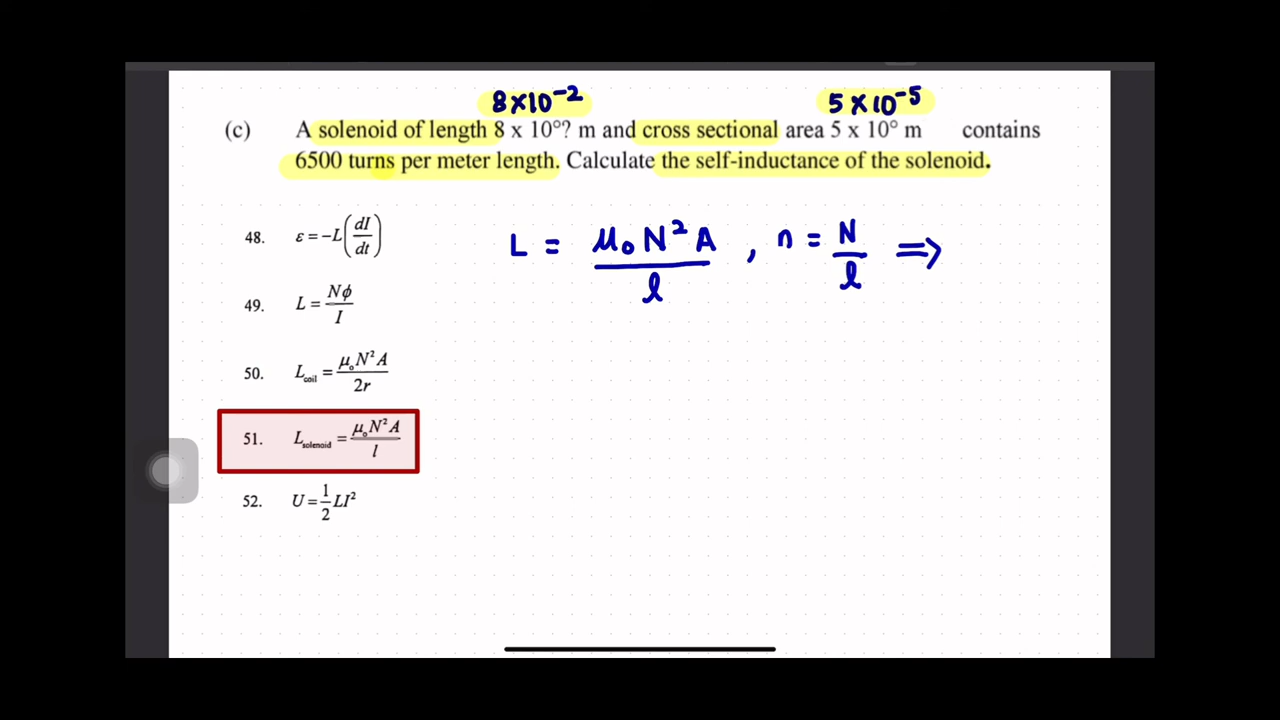 8×10⁻² 5×10⁻⁵
(c) A solenoid of length 8 x 10°? m and cross sectional area 5 x 10° m contains
6500 turns per meter length. Calculate the self-inductance of the solenoid.
48. ε = −L(dI/dt)
L = μ₀N²A/l , n = N/l ⇒
49. L = Nϕ/I
50. L_coil = μ₀N²A/2r
51. L_solenoid = μ₀N²A/l
52. U = 1/2 LI²